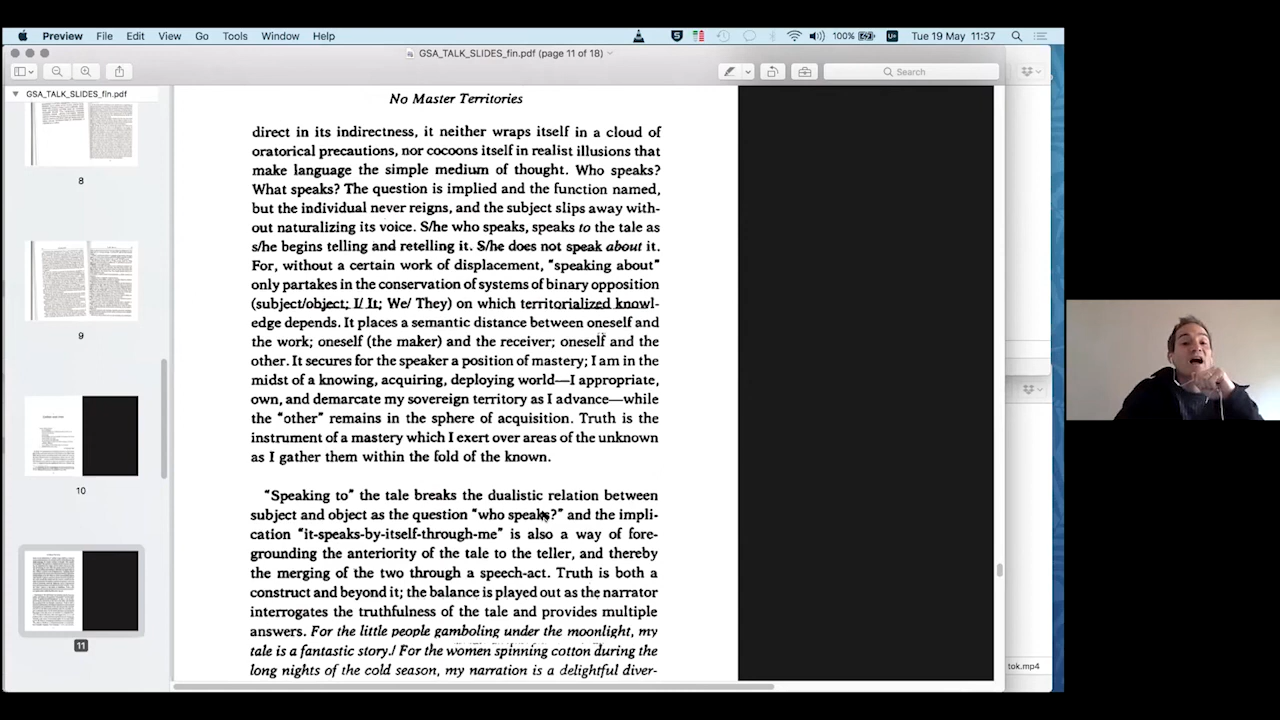 Preview File Edit View Go Tools Window Help
100% Tue 19 May 11:37
GSA_TALK_SLIDES_fin.pdf (page 11 of 18)
Search
GSA_TALK_SLIDES_fin.pdf
8
9
10
11
No Master Territories
direct in its indirectness, it neither wraps itself in a cloud of
oratorical precautions, nor cocoons itself in realist illusions that
make language the simple medium of thought. Who speaks?
What speaks? The question is implied and the function named,
but the individual never reigns, and the subject slips away with-
out naturalizing its voice. S/he who speaks, speaks to the tale as
s/he begins telling and retelling it. S/he does not speak about it.
For, without a certain work of displacement, “speaking about”
only partakes in the conservation of systems of binary opposition
(subject/object; I/ It; We/ They) on which territorialized knowl-
edge depends. It places a semantic distance between oneself and
the work; oneself (the maker) and the receiver; oneself and the
other. It secures for the speaker a position of mastery; I am in the
midst of a knowing, acquiring, deploying world—I appropriate,
own, and demarcate my sovereign territory as I advance—while
the “other” remains in the sphere of acquisition. Truth is the
instrument of a mastery which I exert over areas of the unknown
as I gather them within the fold of the known.
“Speaking to” the tale breaks the dualistic relation between
subject and object as the question “who speaks?” and the impli-
cation “it-speaks-by-itself-through-me” is also a way of fore-
grounding the anteriority of the tale to the teller, and thereby
the merging of the two through a speech-act. Truth is both a
construct and beyond it; the balance is played out as the narrator
interrogates the truthfulness of the tale and provides multiple
answers. For the little people gamboling under the moonlight, my
tale is a fantastic story./ For the women spinning cotton during the
long nights of the cold season, my narration is a delightful diver-
tok.mp4